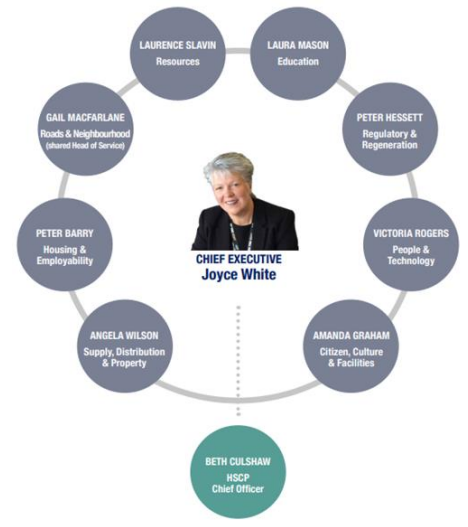 LAURENCE SLAVIN
Resources
LAURA MASON
Education
GAIL MACFARLANE
Roads & Neighbourhood
(shared Head of Service)
PETER HESSETT
Regulatory &
Regeneration
PETER BARRY
Housing &
Employability
CHIEF EXECUTIVE
Joyce White
VICTORIA ROGERS
People &
Technology
ANGELA WILSON
Supply, Distribution
& Property
AMANDA GRAHAM
Citizen, Culture
& Facilities
BETH CULSHAW
HSCP
Chief Officer